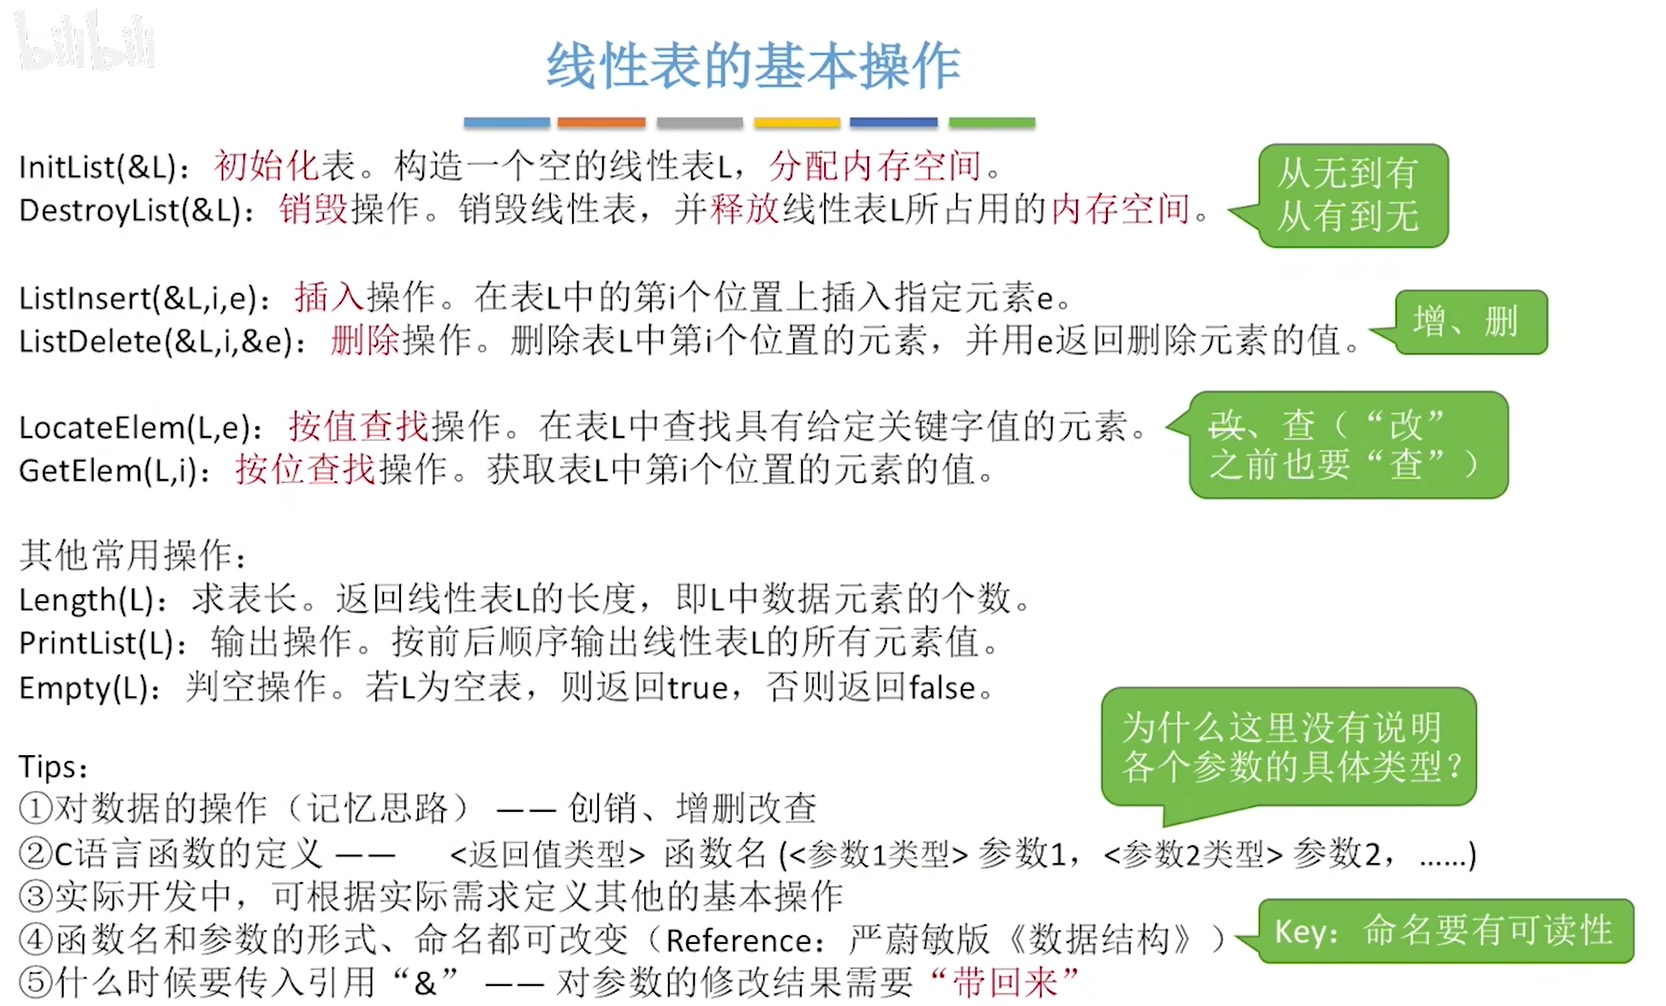 bilibili
线性表的基本操作
InitList(&L)：初始化表。构造一个空的线性表L，分配内存空间。
DestroyList(&L)：销毁操作。销毁线性表，并释放线性表L所占用的内存空间。
从无到有
从有到无
ListInsert(&L,i,e)：插入操作。在表L中的第i个位置上插入指定元素e。
ListDelete(&L,i,&e)：删除操作。删除表L中第i个位置的元素，并用e返回删除元素的值。
增、删
LocateElem(L,e)：按值查找操作。在表L中查找具有给定关键字值的元素。
GetElem(L,i)：按位查找操作。获取表L中第i个位置的元素的值。
改、查（“改”
之前也要“查”）
其他常用操作：
Length(L)：求表长。返回线性表L的长度，即L中数据元素的个数。
PrintList(L)：输出操作。按前后顺序输出线性表L的所有元素值。
Empty(L)：判空操作。若L为空表，则返回true，否则返回false。
为什么这里没有说明
各个参数的具体类型？
Tips：
①对数据的操作（记忆思路） —— 创销、增删改查
②C语言函数的定义 —— <返回值类型> 函数名 (<参数1类型> 参数1，<参数2类型> 参数2，……)
③实际开发中，可根据实际需求定义其他的基本操作
④函数名和参数的形式、命名都可改变（Reference：严蔚敏版《数据结构》）
Key：命名要有可读性
⑤什么时候要传入引用“&” —— 对参数的修改结果需要“带回来”